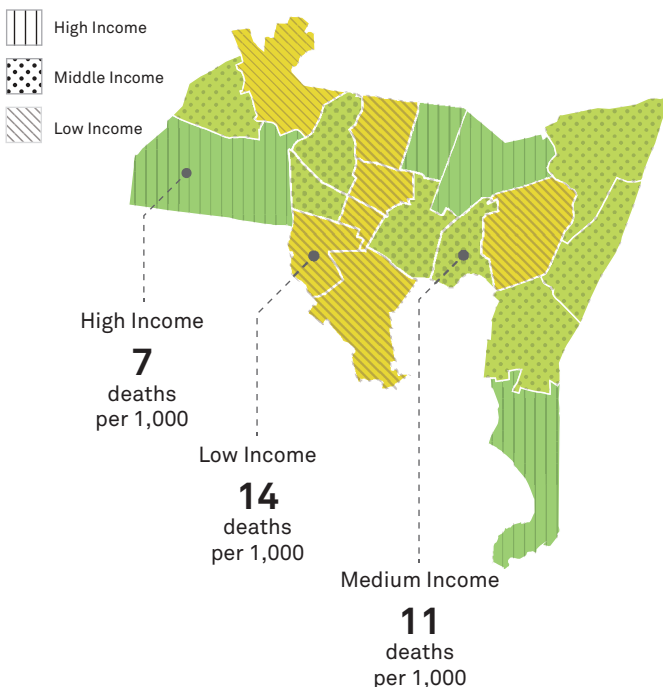 High Income
Middle Income
Low Income
High Income
7
deaths
per 1,000
Low Income
14
deaths
per 1,000
Medium Income
11
deaths
per 1,000